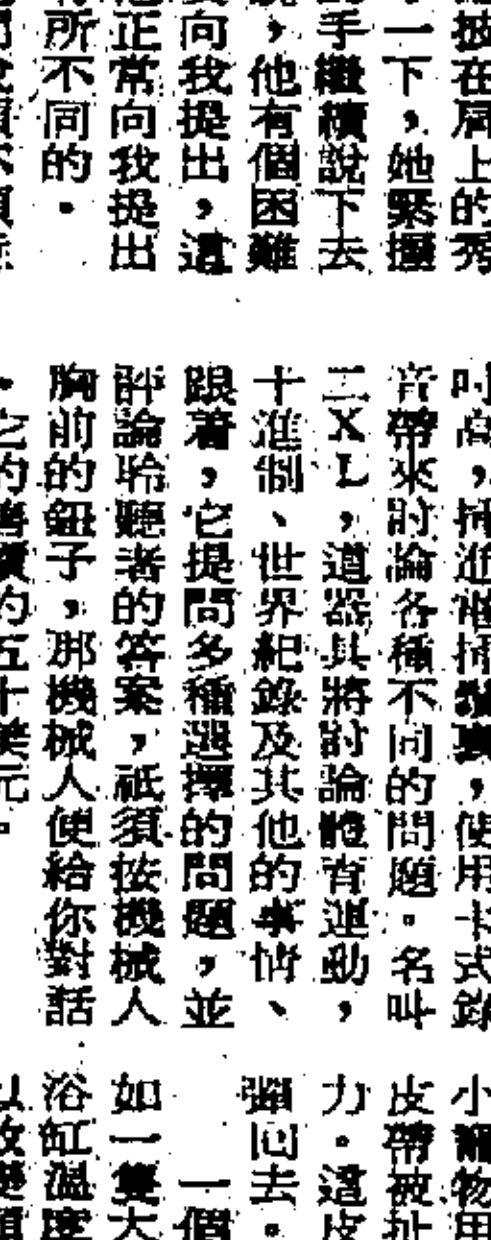 披在肩上的秀
一下，她緊握
手繼續說下去
，他有個困難
向我提出，這
正常向我提出
所不同的。
叫高，插進電插
使用卡式錄
音帶來討論各種不同的問題。名叫
二XL，這器具將討論體育運動，
十進制、世界紀錄及其他的事情、
跟着，它提問多種選擇的問題，並
評論聆聽者的答案，祇須按機械人
胸前的鈕子，那機械人便給你對話
。它的售價約五十美元。
小寵物用
皮帶被扯
力。這皮
彈回去。
一個
如一雙大
浴缸溫度